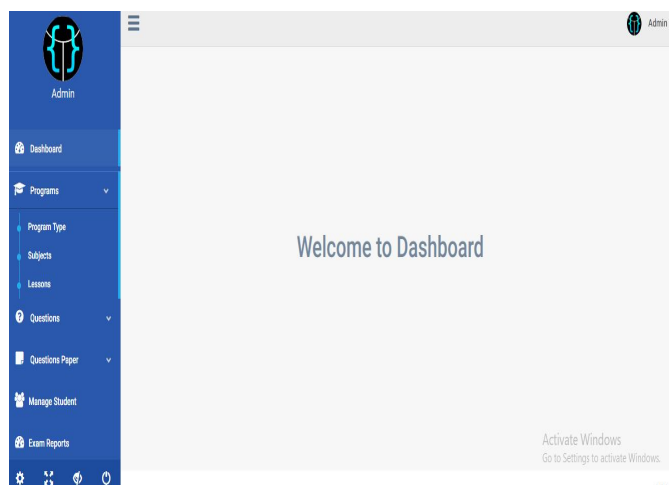 Admin
Admin
Dashboard
Programs
Program Type
Subjects
Lessons
Questions
Questions Paper
Manage Student
Exam Reports
Welcome to Dashboard
Activate Windows
Go to Settings to activate Windows.